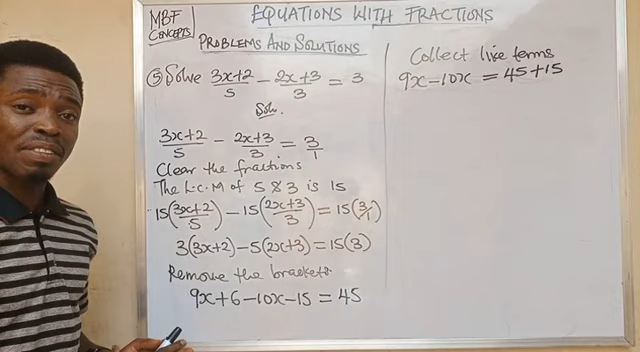 MBF
CONCEPTS
EQUATIONS WITH FRACTIONS
PROBLEMS AND SOLUTIONS
⑤ Solve (3x+2)/5 − (2x+3)/3 = 3
Soln.
(3x+2)/5 − (2x+3)/3 = 3/1
Clear the fractions
The L.C.M of 5 & 3 is 15
15((3x+2)/5) − 15((2x+3)/3) = 15(3/1)
3(3x+2) − 5(2x+3) = 15(3)
Remove the brackets.
9x + 6 − 10x − 15 = 45
Collect like terms
9x − 10x = 45 + 15